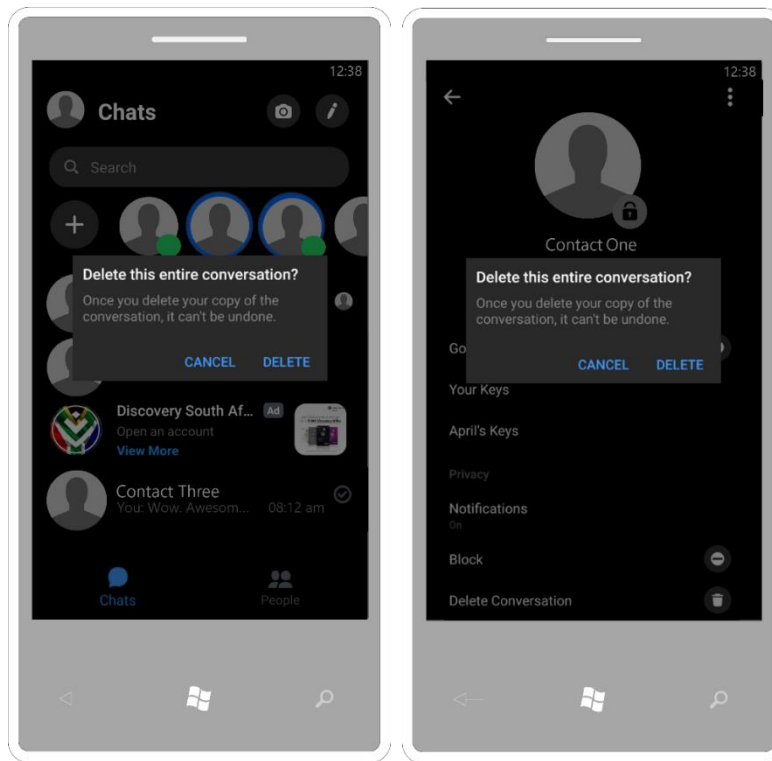 12:38
Chats
Search
Delete this entire conversation?
Once you delete your copy of the
conversation, it can't be undone.
CANCEL DELETE
Discovery South Af... Ad
Open an account
View More
Contact Three
You: Wow. Awesom... 08:12 am
Chats People
12:38
Contact One
Delete this entire conversation?
Once you delete your copy of the
conversation, it can't be undone.
Go
CANCEL DELETE
Your Keys
April's Keys
Privacy
Notifications
On
Block
Delete Conversation